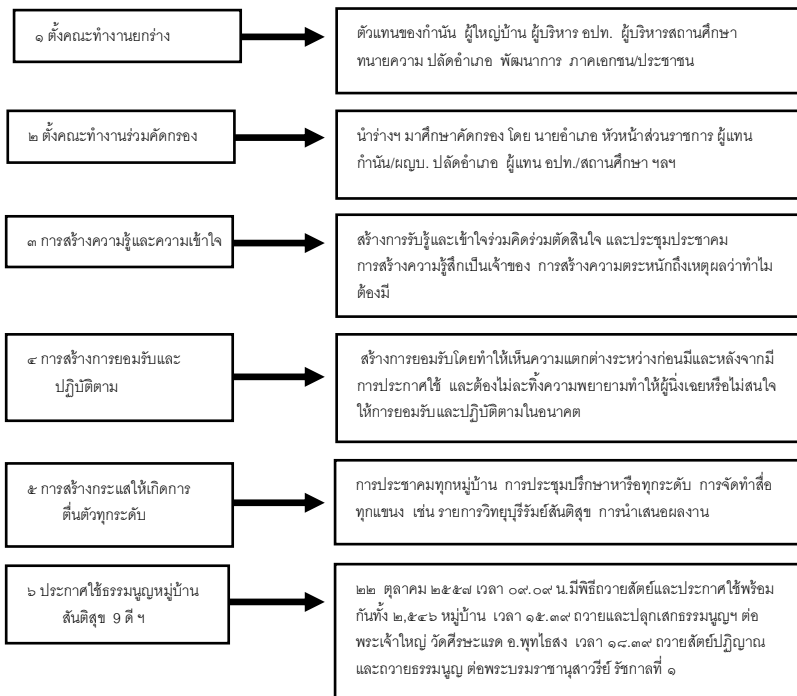 ๑ ตั้งคณะทำงานยกร่าง
ตัวแทนของกำนัน ผู้ใหญ่บ้าน ผู้บริหาร อปท. ผู้บริหารสถานศึกษา
ทนายความ ปลัดอำเภอ พัฒนาการ ภาคเอกชน/ประชาชน
๒ ตั้งคณะทำงานร่วมคัดกรอง
นำร่างฯ มาศึกษาคัดกรอง โดย นายอำเภอ หัวหน้าส่วนราชการ ผู้แทน
กำนัน/ผญบ. ปลัดอำเภอ ผู้แทน อปท./สถานศึกษา ฯลฯ
๓ การสร้างความรู้และความเข้าใจ
สร้างการรับรู้และเข้าใจร่วมคิดร่วมตัดสินใจ และประชุมประชาคม
การสร้างความรู้สึกเป็นเจ้าของ การสร้างความตระหนักถึงเหตุผลว่าทำไม
ต้องมี
๔ การสร้างการยอมรับและ
ปฏิบัติตาม
สร้างการยอมรับโดยทำให้เห็นความแตกต่างระหว่างก่อนมีและหลังจากมี
การประกาศใช้ และต้องไม่ละทิ้งความพยายามทำให้ผู้นิ่งเฉยหรือไม่สนใจ
ให้การยอมรับและปฏิบัติตามในอนาคต
๕ การสร้างกระแสให้เกิดการ
ตื่นตัวทุกระดับ
การประชาคมทุกหมู่บ้าน การประชุมปรึกษาหารือทุกระดับ การจัดทำสื่อ
ทุกแขนง เช่น รายการวิทยุบุรีรัมย์สันติสุข การนำเสนอผลงาน
๖ ประกาศใช้ธรรมนูญหมู่บ้าน
สันติสุข 9 ดี ฯ
๒๒ ตุลาคม ๒๕๕๗ เวลา ๐๙.๐๙ น.มีพิธีถวายสัตย์และประกาศใช้พร้อม
กันทั้ง ๒,๕๔๖ หมู่บ้าน เวลา ๑๕.๓๙ ถวายและปลุกเสกธรรมนูญฯ ต่อ
พระเจ้าใหญ่ วัดศีรษะแรด อ.พุทไธสง เวลา ๑๘.๓๙ ถวายสัตย์ปฏิญาณ
และถวายธรรมนูญ ต่อพระบรมราชานุสาวรีย์ รัชกาลที่ ๑